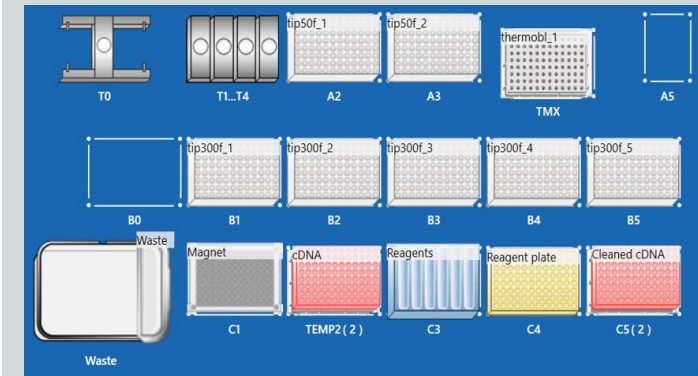 tip50f_1
tip50f_2
thermobl_1
T0
T1...T4
A2
A3
TMX
A5
tip300f_1
tip300f_2
tip300f_3
tip300f_4
tip300f_5
B0
B1
B2
B3
B4
B5
Waste
Magnet
cDNA
Reagents
Reagent plate
Cleaned cDNA
C1
TEMP2 ( 2 )
C3
C4
C5 ( 2 )
Waste